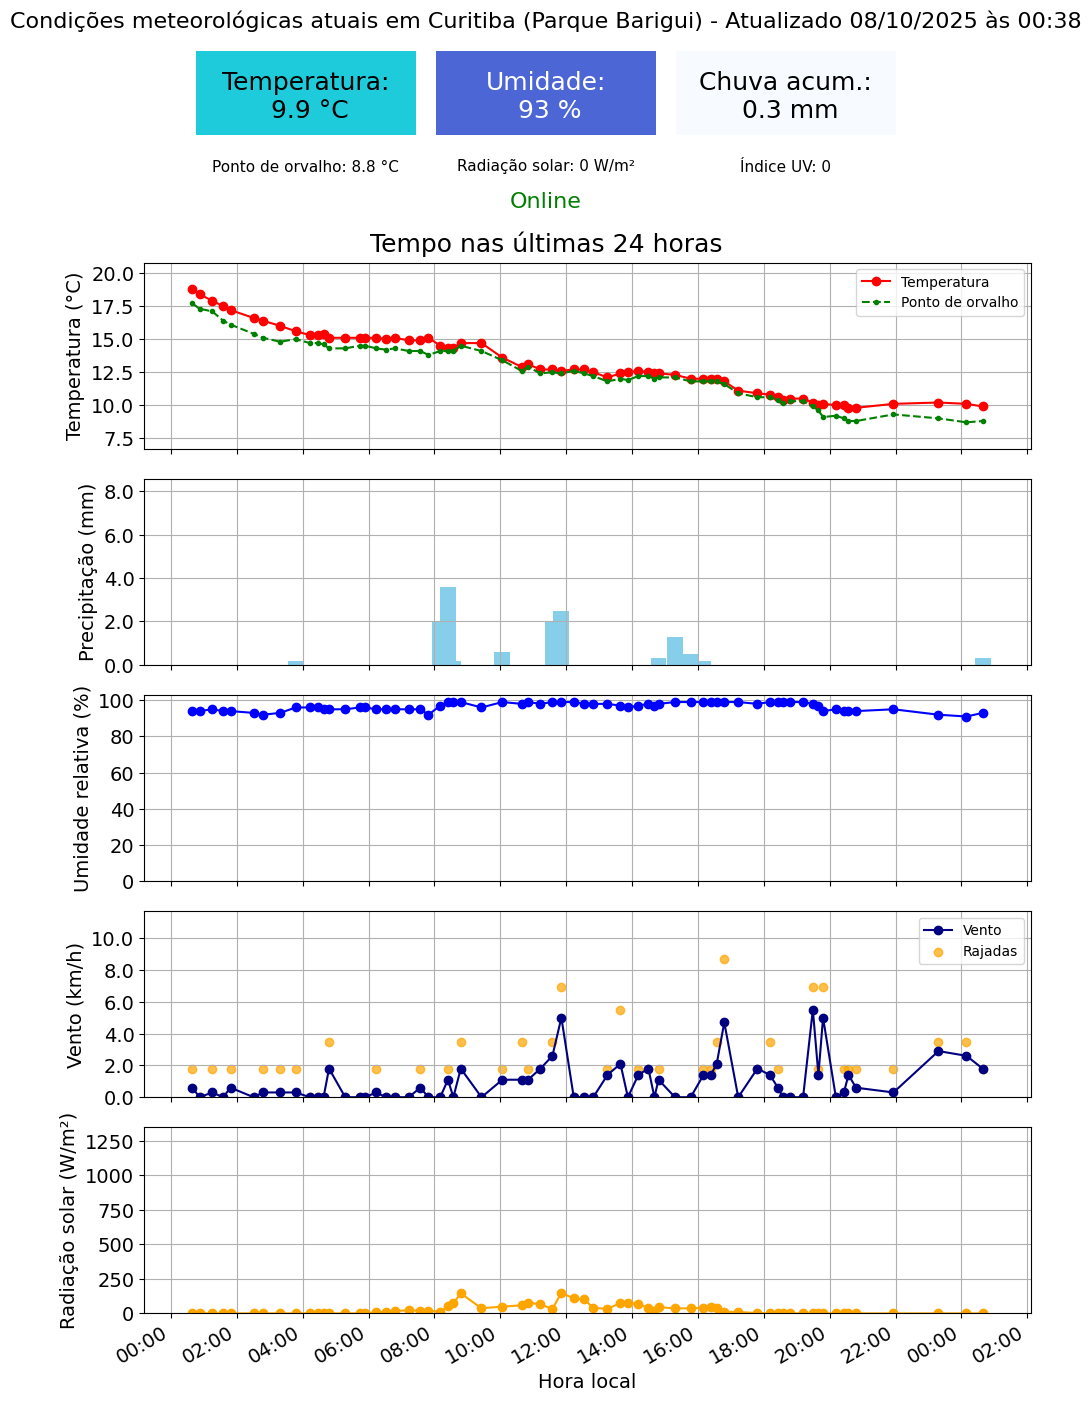 Condições meteorológicas atuais em Curitiba (Parque Barigui) - Atualizado 08/10/2025 às 00:38
Temperatura:
9.9 °C
Umidade:
93 %
Chuva acum.:
0.3 mm
Ponto de orvalho: 8.8 °C
Radiação solar: 0 W/m²
Índice UV: 0
Online
Tempo nas últimas 24 horas
Temperatura (°C)
20.0
17.5
15.0
12.5
10.0
7.5
Temperatura
Ponto de orvalho
Precipitação (mm)
8.0
6.0
4.0
2.0
0.0
Umidade relativa (%)
100
80
60
40
20
0
Vento (km/h)
10.0
8.0
6.0
4.0
2.0
0.0
Vento
Rajadas
Radiação solar (W/m²)
1250
1000
750
500
250
0
00:00
02:00
04:00
06:00
08:00
10:00
12:00
14:00
16:00
18:00
20:00
22:00
00:00
02:00
Hora local